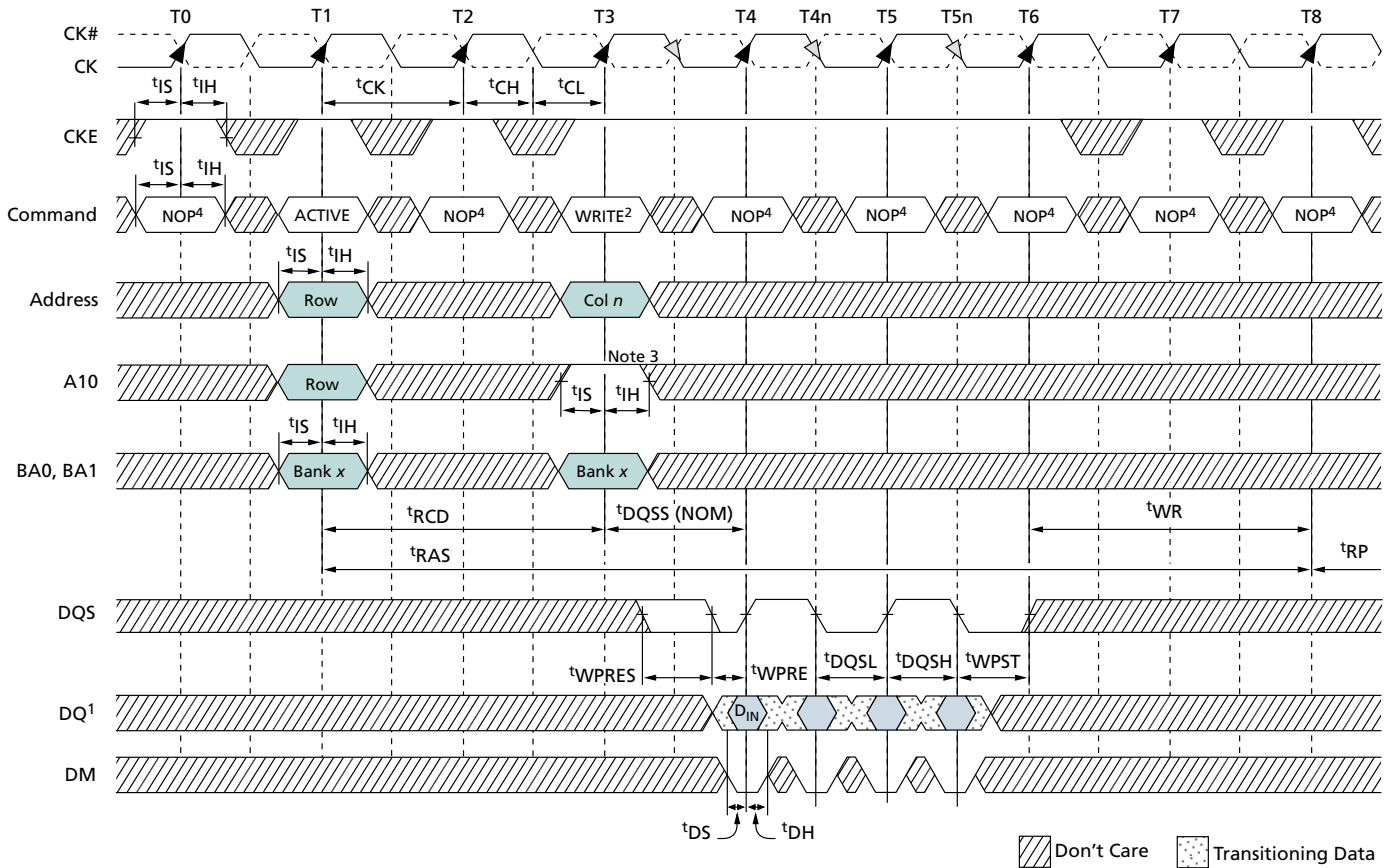 T0 T1 T2 T3 T4 T4n T5 T5n T6 T7 T8
CK#
CK
tIS tIH tCK tCH tCL
CKE
tIS tIH
Command NOP4 ACTIVE NOP4 WRITE2 NOP4 NOP4 NOP4 NOP4 NOP4
tIS tIH
Address Row Col n
Note 3
A10 Row
tIS tIH
tIS tIH
BA0, BA1 Bank x Bank x
tRCD tDQSS (NOM) tWR
tRAS tRP
DQS
tWPRES tWPRE tDQSL tDQSH tWPST
DQ1 DIN
DM
tDS tDH
Don't Care Transitioning Data